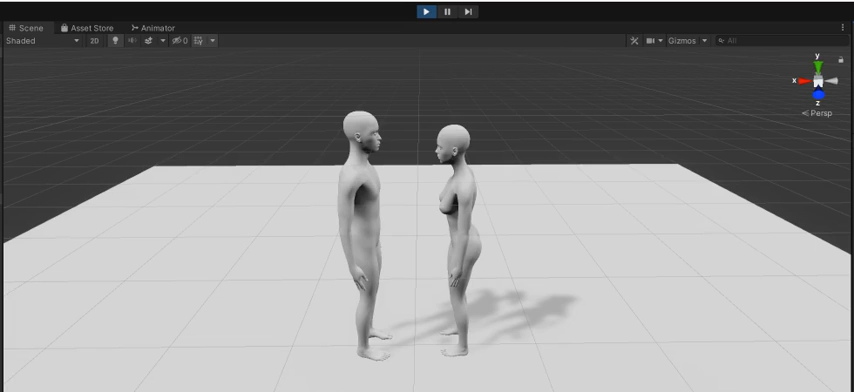 Scene Asset Store Animator
Shaded 2D 0 Gizmos All
y
x
z
Persp